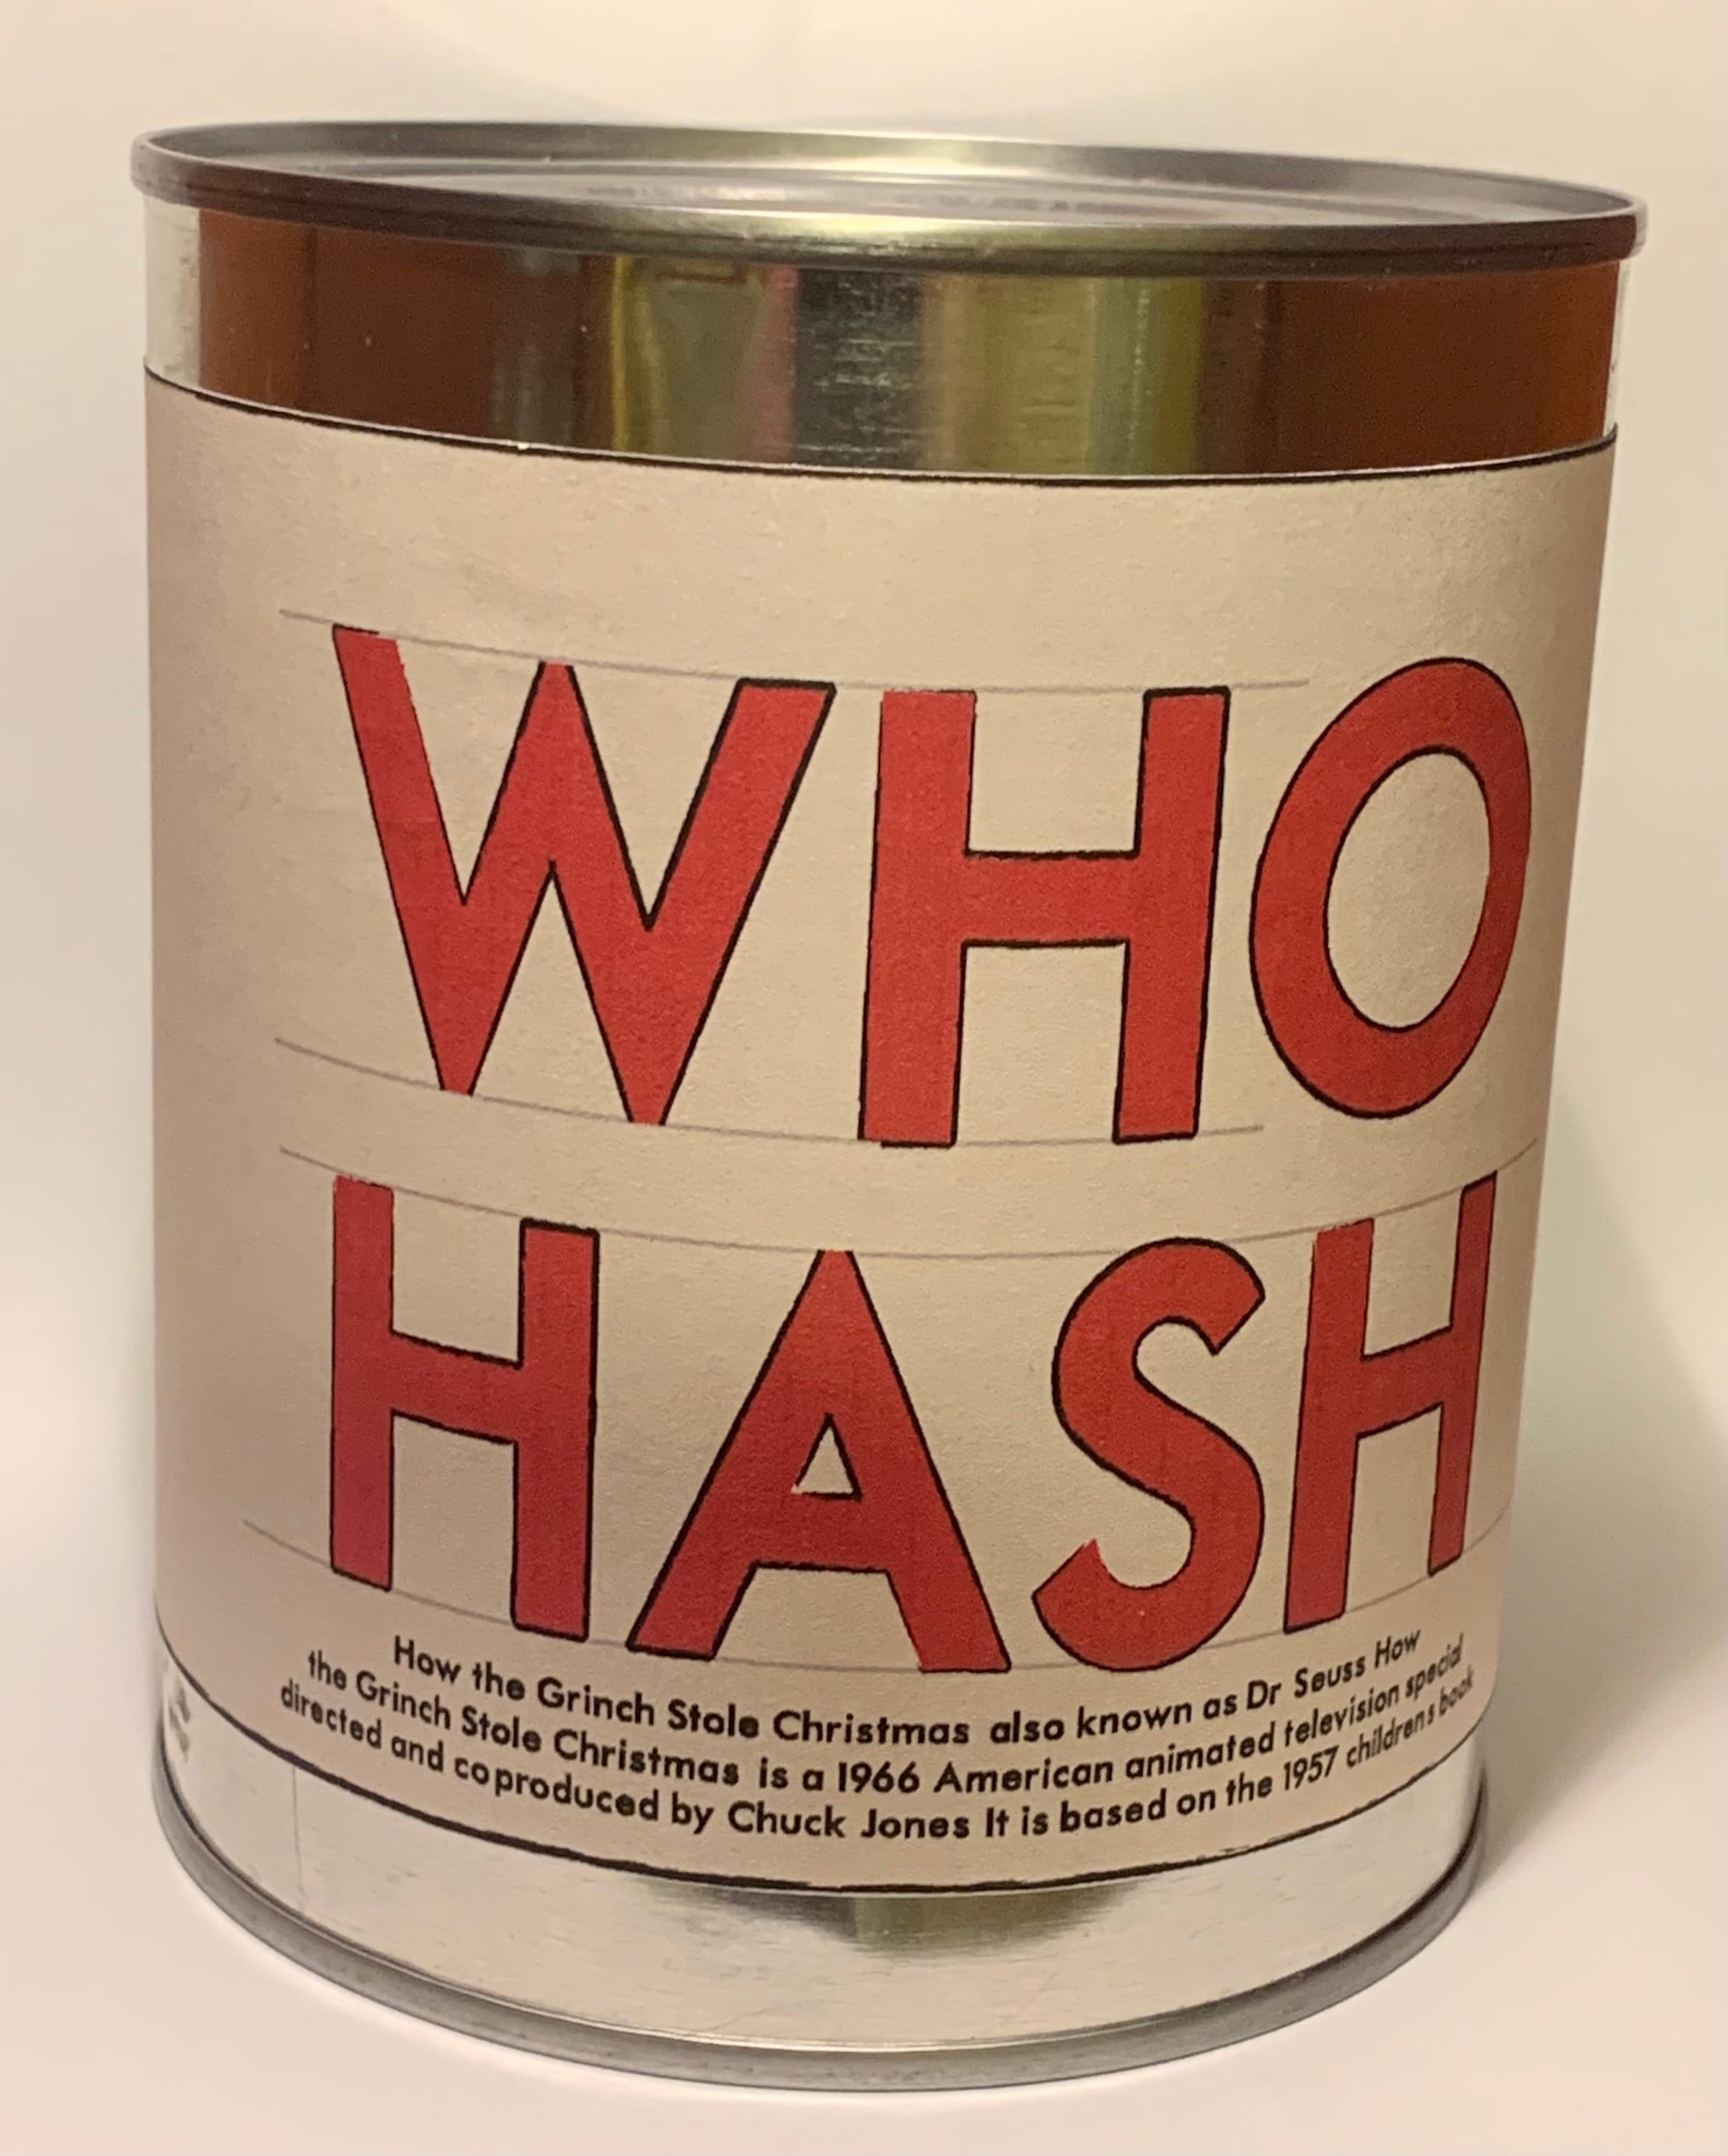 WHO
HASH
How the Grinch Stole Christmas also known as Dr Seuss How
the Grinch Stole Christmas is a 1966 American animated television special
directed and coproduced by Chuck Jones It is based on the 1957 childrens book